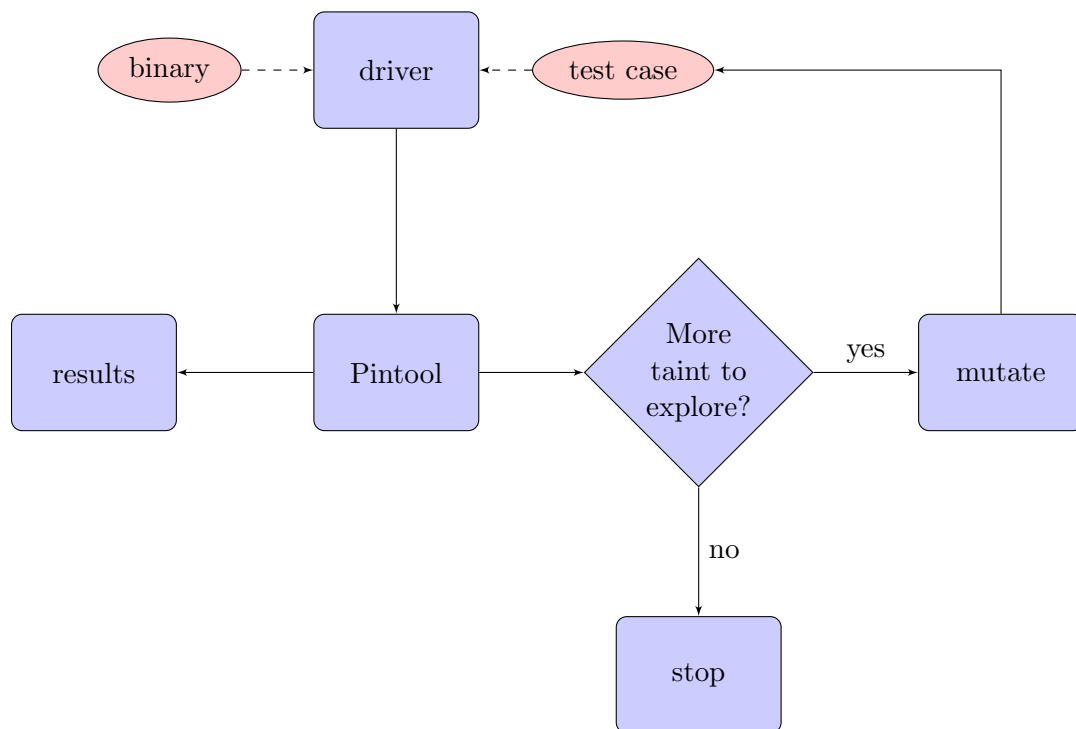 binary
driver
test case
results
Pintool
More
taint to
explore?
yes
mutate
no
stop